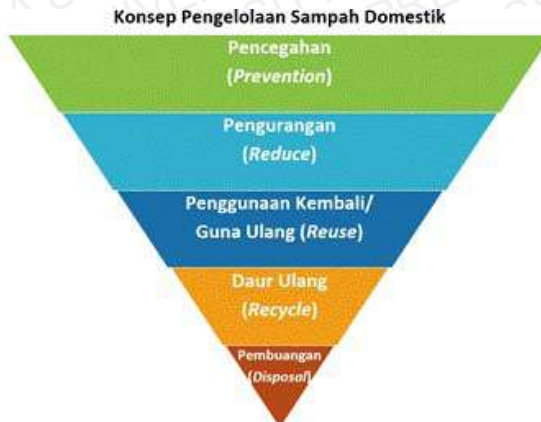 Konsep Pengelolaan Sampah Domestik
Pencegahan
(Prevention)
Pengurangan
(Reduce)
Penggunaan Kembali/
Guna Ulang (Reuse)
Daur Ulang
(Recycle)
Pembuangan
(Disposal)